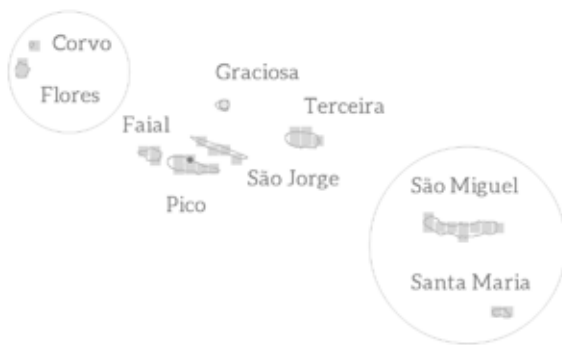 Corvo
Flores
Graciosa
Terceira
Faial
São Jorge
Pico
São Miguel
Santa Maria